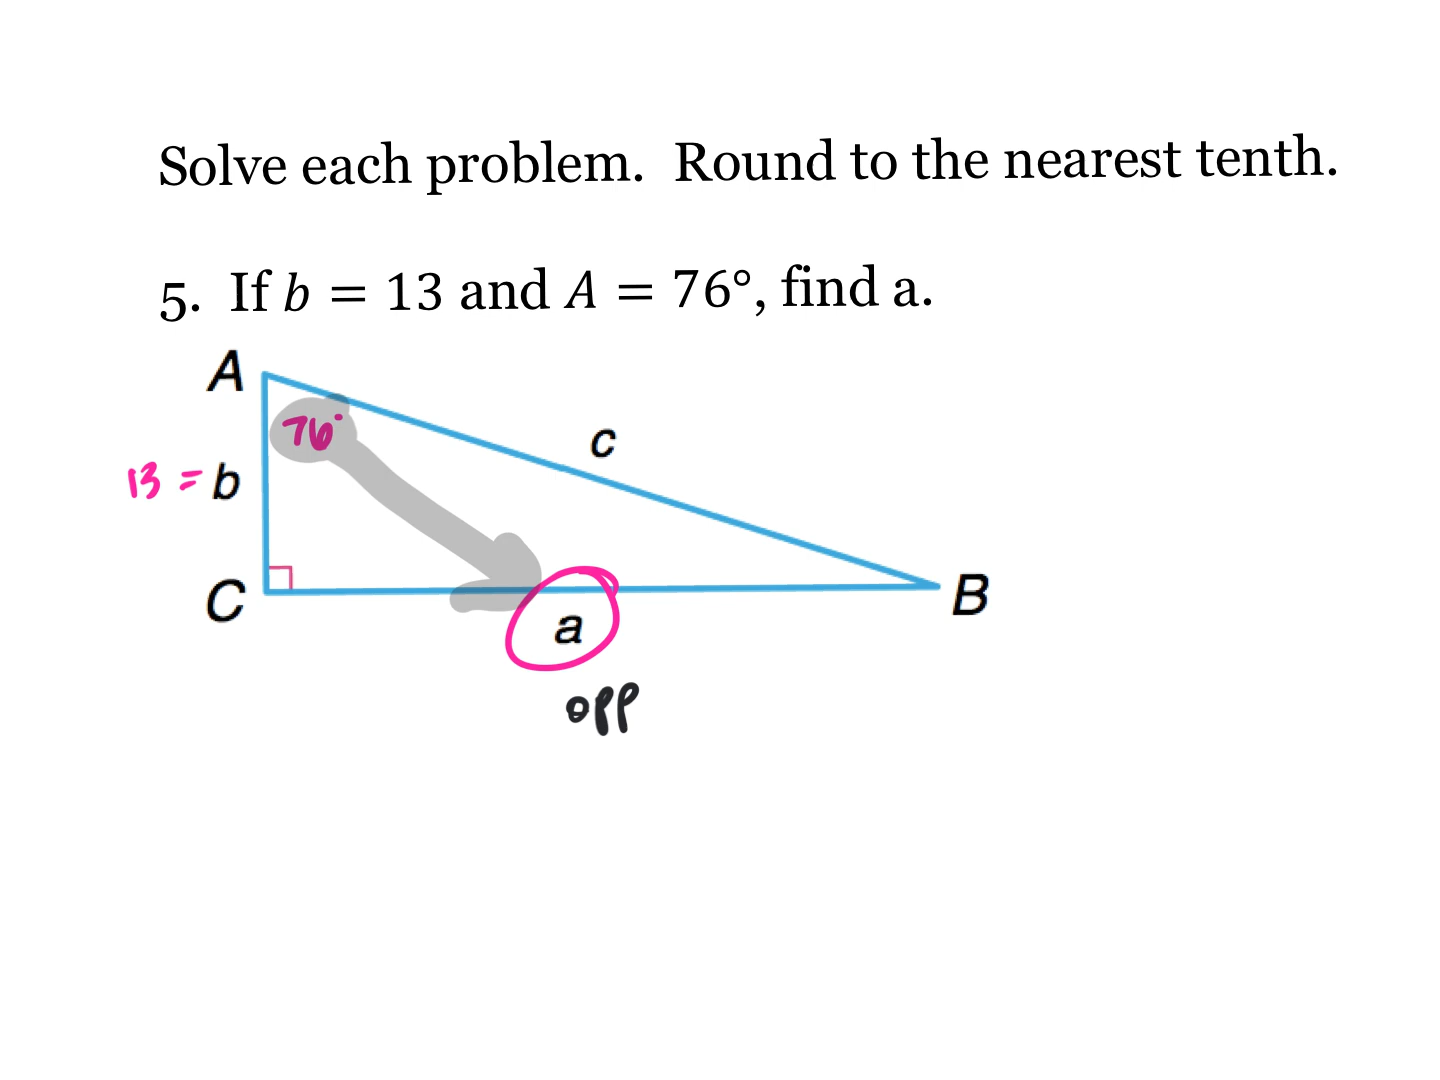 Solve each problem. Round to the nearest tenth.
5. If b = 13 and A = 76°, find a.
A
76°
c
13 = b
C
B
a
opp